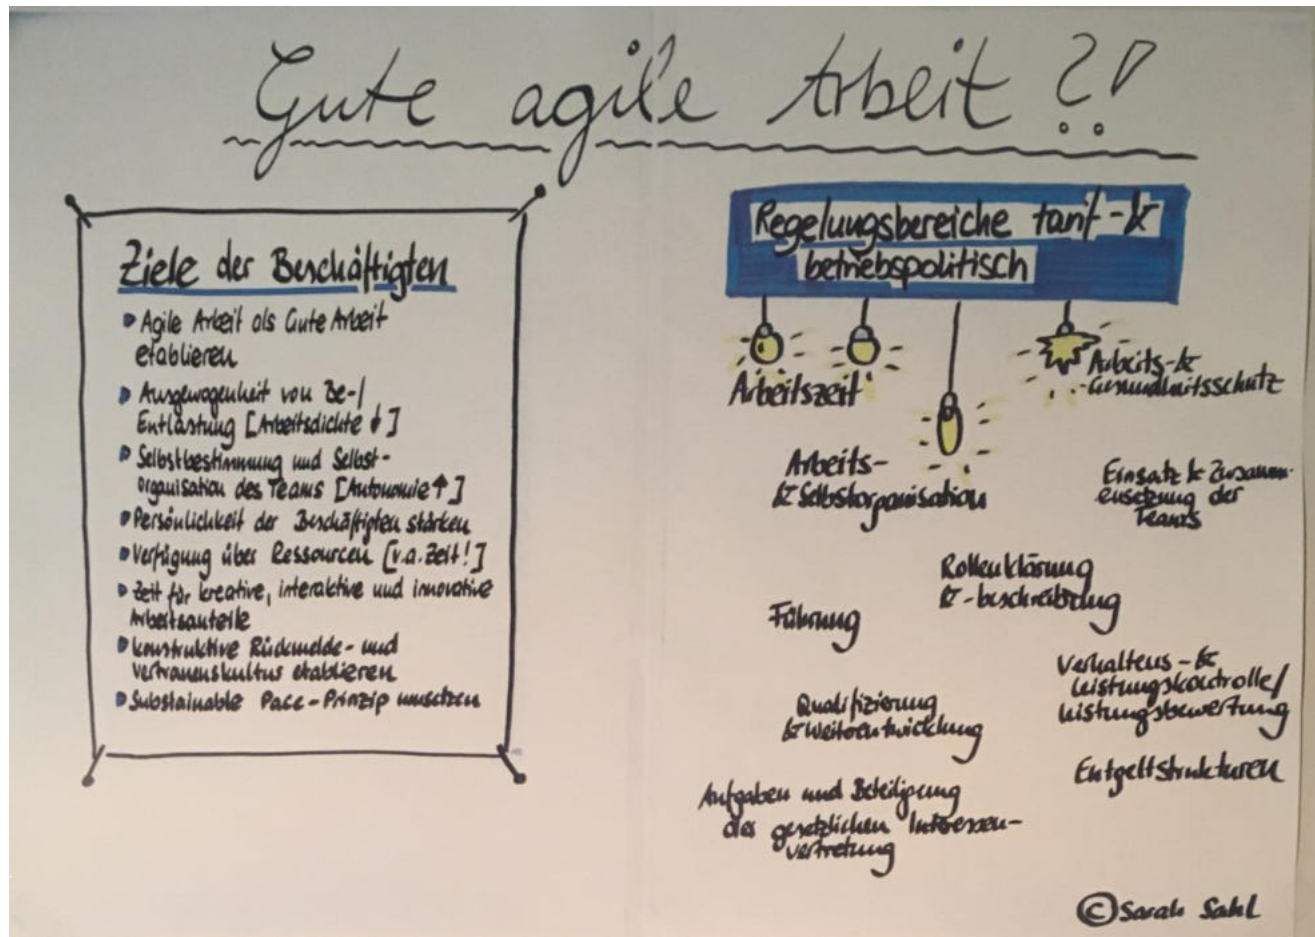 Gute agile Arbeit ?!
Ziele der Beschäftigten
Agile Arbeit als Gute Arbeit
etablieren
Ausgewogenheit von Be-/
Entlastung [Arbeitsdichte ↓]
Selbstbestimmung und Selbst-
organisation des Teams [Autonomie ↑]
Persönlichkeit der Beschäftigten stärken
Verfügung über Ressourcen [v.a. Zeit!]
Zeit für kreative, interaktive und innovative
Arbeitsanteile
konstruktive Rückmelde- und
Vertrauenskultur etablieren
Substainable Pace-Prinzip umsetzen
Regelungsbereiche tarif- &
betriebspolitisch
Arbeitszeit
Arbeits- &
Gesundheitsschutz
Arbeits-
& Selbstorganisation
Einsatz & Zusamm-
ensetzung der
Teams
Rollenklärung
& -beschreibung
Führung
Verhaltens- &
Leistungskontrolle/
Leistungsbewertung
Qualifizierung
& Weiterentwicklung
Entgeltstrukturen
Aufgaben und Beteiligung
der gesetzlichen Interessen-
vertretung
© Sarah Sahl